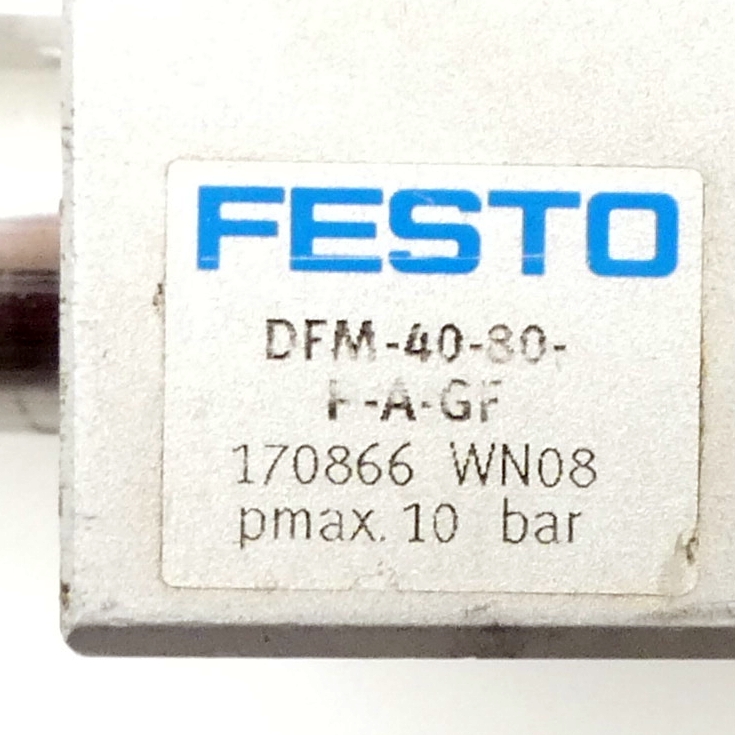 FESTO
DFM-40-80-
P-A-GF
170866 WN08
pmax. 10 bar